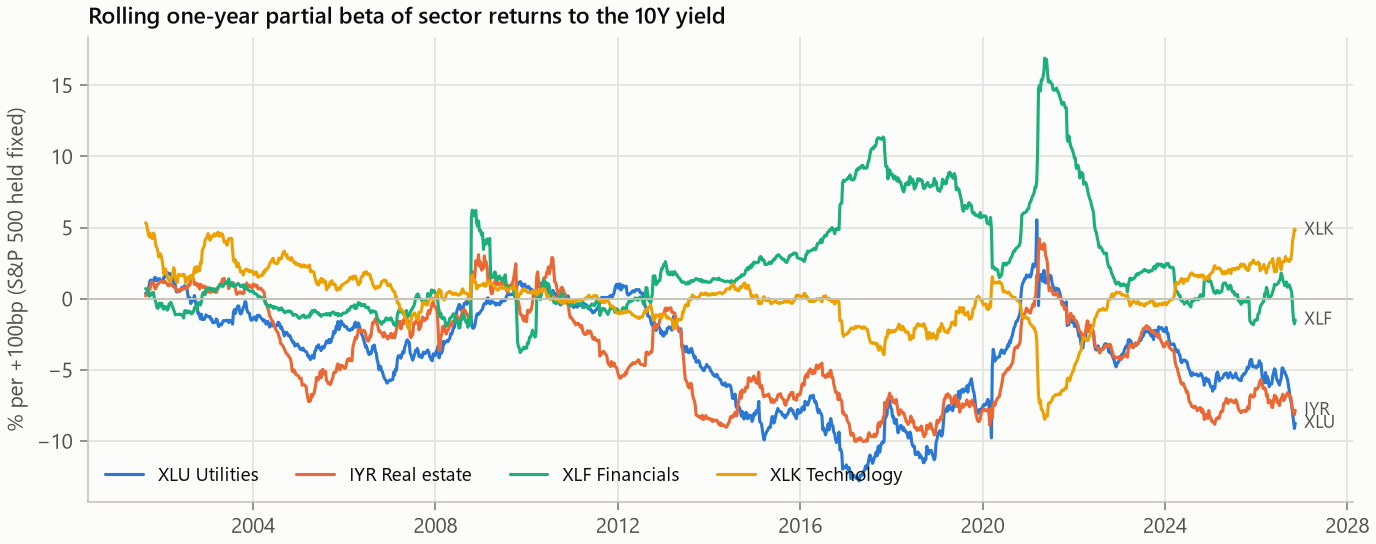 Rolling one-year partial beta of sector returns to the 10Y yield
% per +100bp (S&P 500 held fixed)
15
10
5
0
−5
−10
XLK
XLF
IYR
XLU
XLU Utilities
IYR Real estate
XLF Financials
XLK Technology
2004
2008
2012
2016
2020
2024
2028